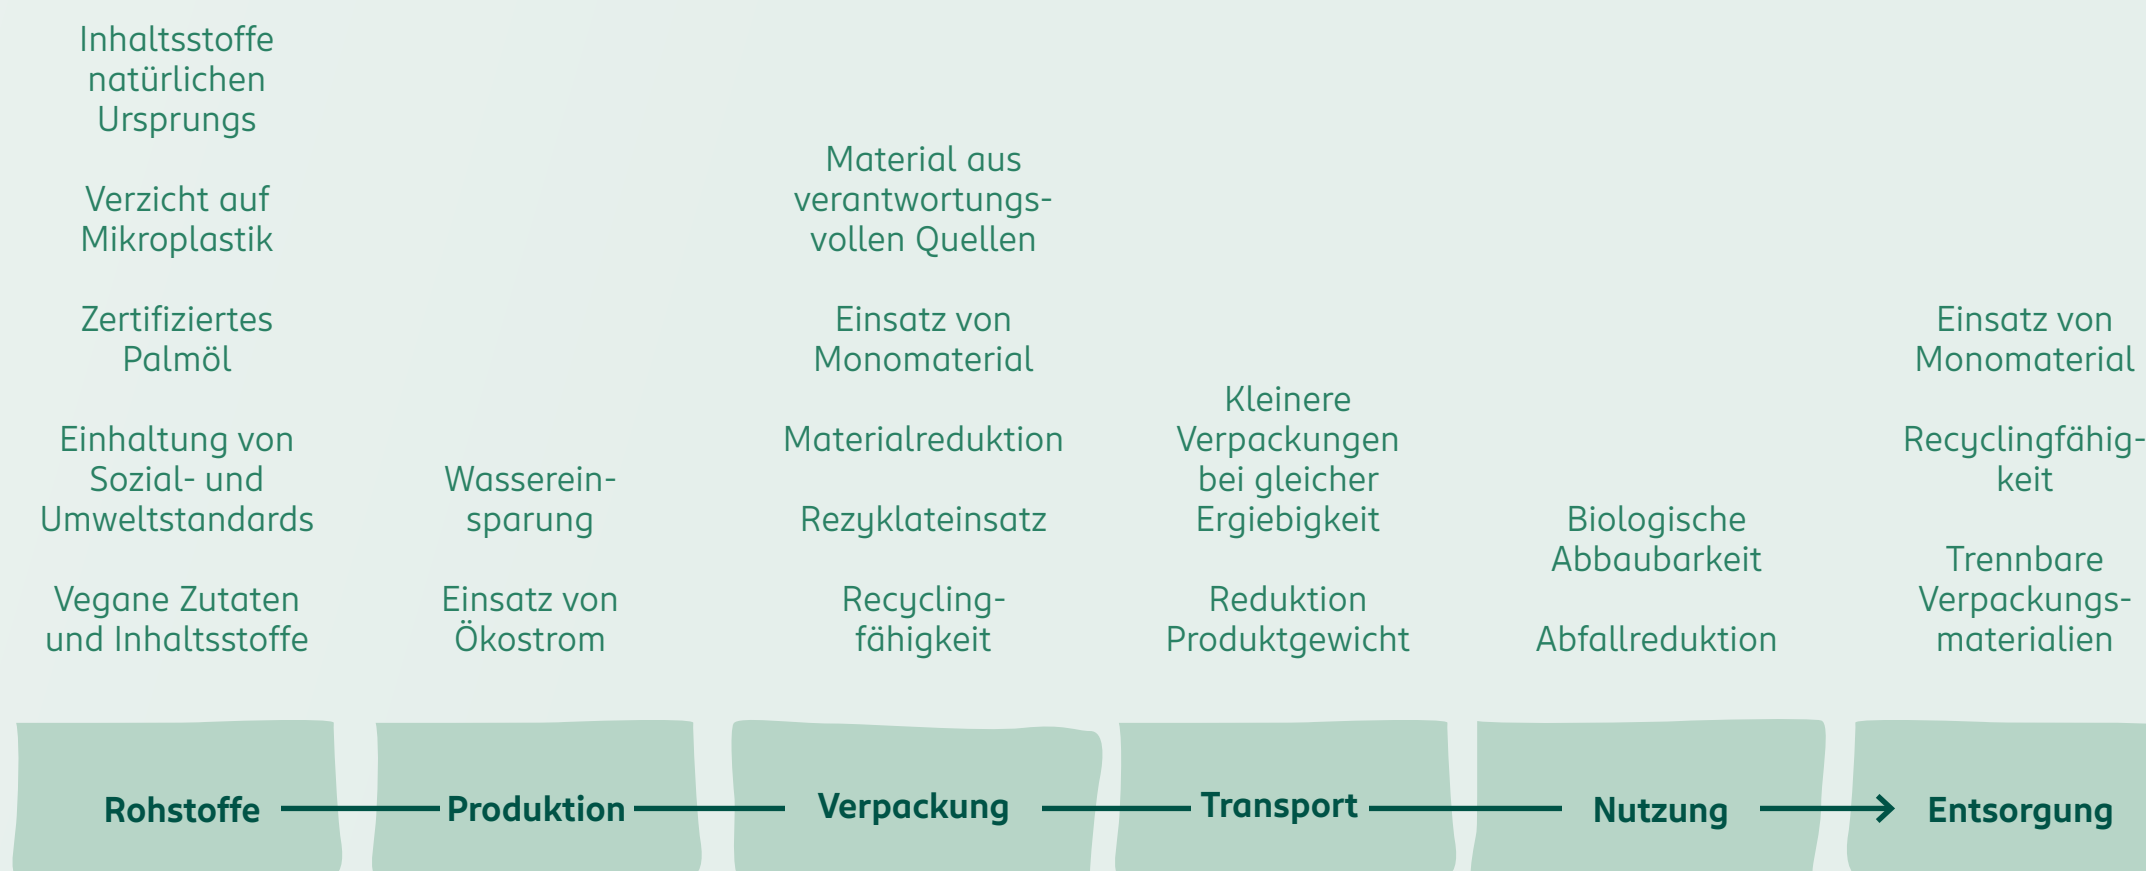 Inhaltsstoffe
natürlichen
Ursprungs
Verzicht auf
Mikroplastik
Zertifiziertes
Palmöl
Einhaltung von
Sozial- und
Umweltstandards
Vegane Zutaten
und Inhaltsstoffe
Wasserein-
sparung
Einsatz von
Ökostrom
Material aus
verantwortungs-
vollen Quellen
Einsatz von
Monomaterial
Materialreduktion
Rezyklateinsatz
Recycling-
fähigkeit
Kleinere
Verpackungen
bei gleicher
Ergiebigkeit
Reduktion
Produktgewicht
Biologische
Abbaubarkeit
Abfallreduktion
Einsatz von
Monomaterial
Recyclingfähig-
keit
Trennbare
Verpackungs-
materialien
Rohstoffe
Produktion
Verpackung
Transport
Nutzung
Entsorgung